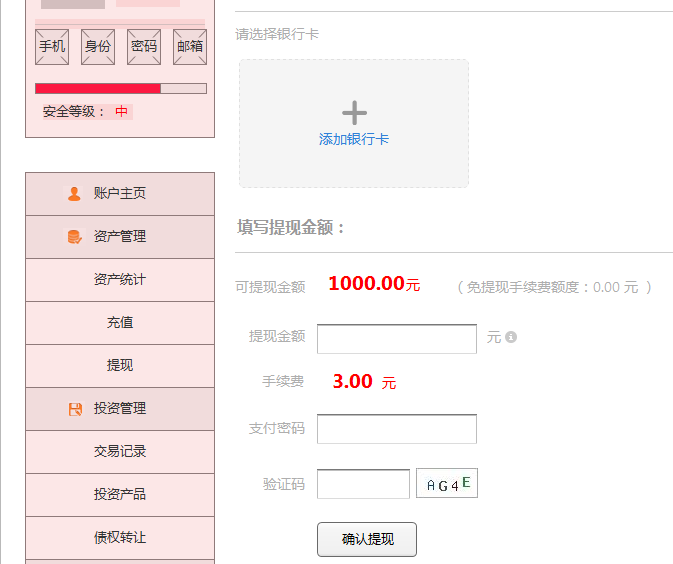 手机 身份 密码 邮箱
安全等级： 中
账户主页
资产管理
资产统计
充值
提现
投资管理
交易记录
投资产品
债权转让
请选择银行卡
添加银行卡
填写提现金额：
可提现金额 1000.00元 （ 免提现手续费额度：0.00 元 ）
提现金额 元
手续费 3.00 元
支付密码
验证码 AG4E
确认提现